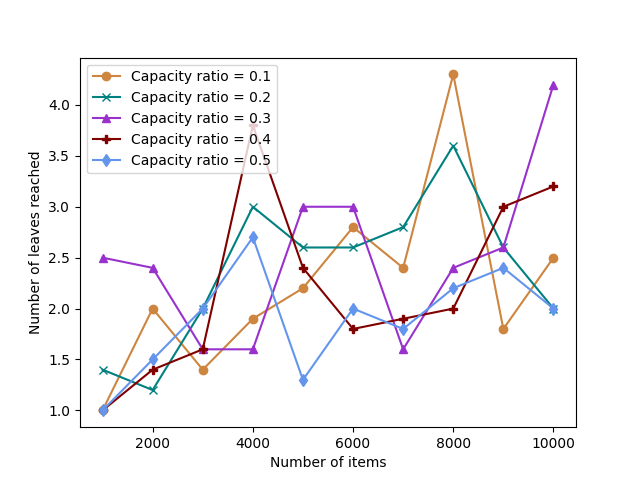 Capacity ratio = 0.1
Capacity ratio = 0.2
Capacity ratio = 0.3
Capacity ratio = 0.4
Capacity ratio = 0.5
4.0
3.5
3.0
2.5
2.0
1.5
1.0
Number of leaves reached
2000 4000 6000 8000 10000
Number of items